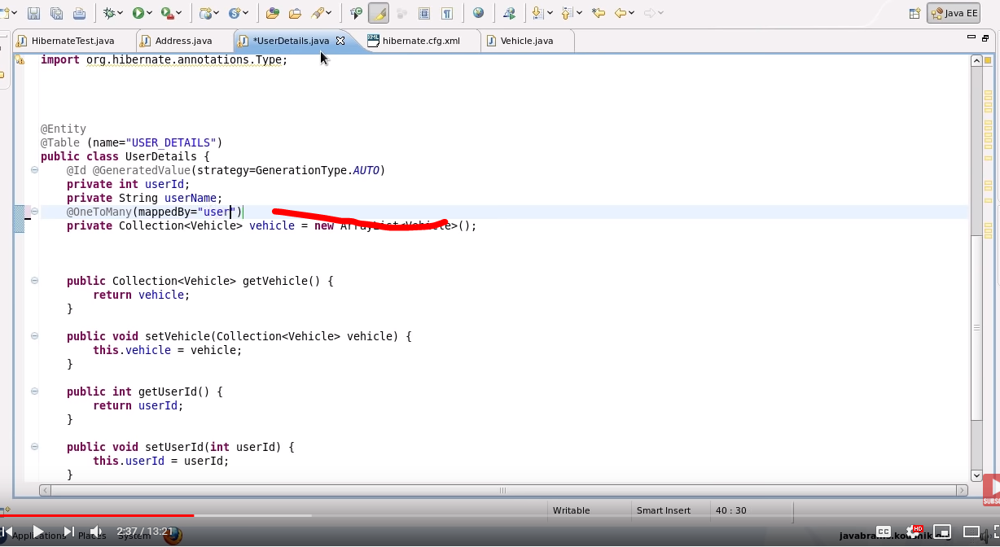 Java EE
HibernateTest.java
Address.java
*UserDetails.java
hibernate.cfg.xml
Vehicle.java
import org.hibernate.annotations.Type;
@Entity
@Table (name="USER_DETAILS")
public class UserDetails {
@Id @GeneratedValue(strategy=GenerationType.AUTO)
private int userId;
private String userName;
@OneToMany(mappedBy="user")
private Collection<Vehicle> vehicle = new ArrayList<Vehicle>();
public Collection<Vehicle> getVehicle() {
return vehicle;
}
public void setVehicle(Collection<Vehicle> vehicle) {
this.vehicle = vehicle;
}
public int getUserId() {
return userId;
}
public void setUserId(int userId) {
this.userId = userId;
}
Writable
Smart Insert
40 : 30
2:37 / 13:21
CC
HD
Applications Places System